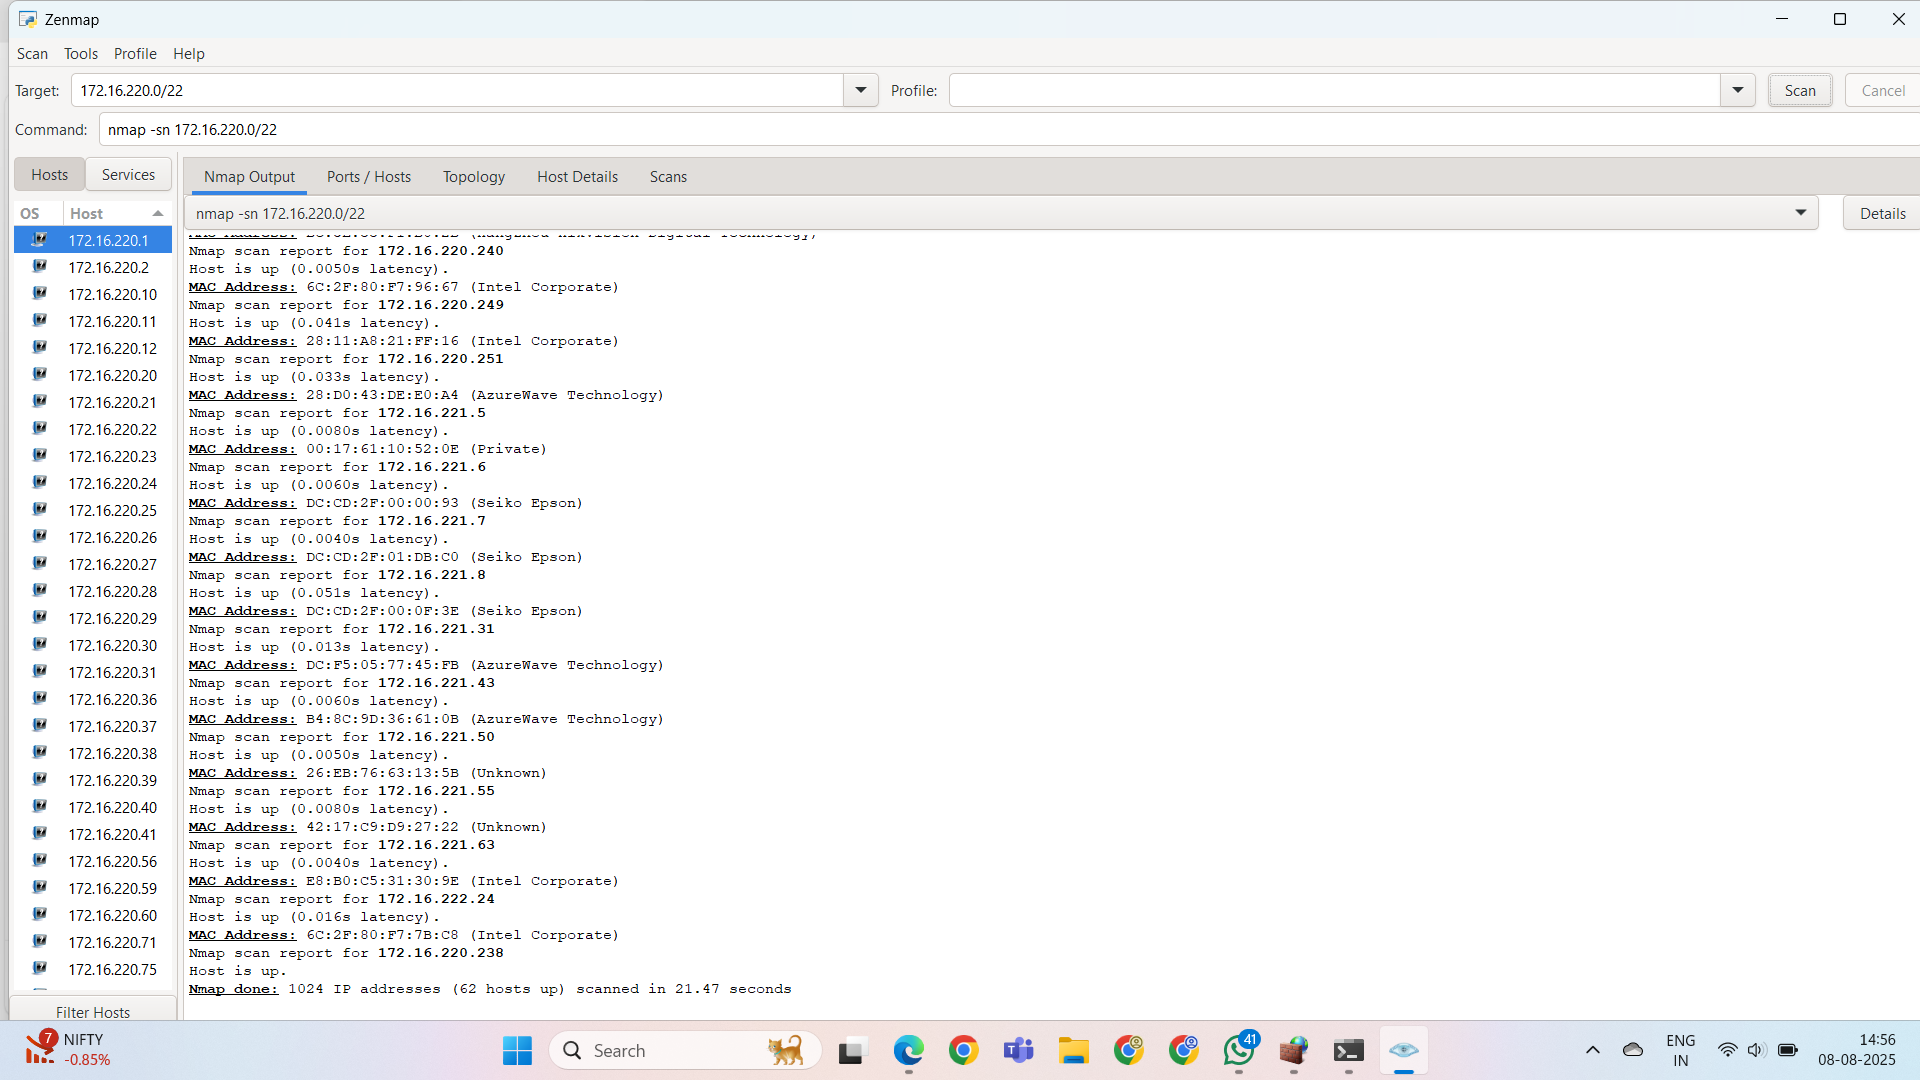 Zenmap
Scan Tools Profile Help
Target: 172.16.220.0/22 Profile: Scan Cancel
Command: nmap -sn 172.16.220.0/22
Hosts Services
Nmap Output Ports / Hosts Topology Host Details Scans
OS Host
nmap -sn 172.16.220.0/22 Details
172.16.220.1
172.16.220.2
172.16.220.10
172.16.220.11
172.16.220.12
172.16.220.20
172.16.220.21
172.16.220.22
172.16.220.23
172.16.220.24
172.16.220.25
172.16.220.26
172.16.220.27
172.16.220.28
172.16.220.29
172.16.220.30
172.16.220.31
172.16.220.36
172.16.220.37
172.16.220.38
172.16.220.39
172.16.220.40
172.16.220.41
172.16.220.56
172.16.220.59
172.16.220.60
172.16.220.71
172.16.220.75
Filter Hosts
Nmap scan report for 172.16.220.240
Host is up (0.0050s latency).
MAC Address: 6C:2F:80:F7:96:67 (Intel Corporate)
Nmap scan report for 172.16.220.249
Host is up (0.041s latency).
MAC Address: 28:11:A8:21:FF:16 (Intel Corporate)
Nmap scan report for 172.16.220.251
Host is up (0.033s latency).
MAC Address: 28:D0:43:DE:E0:A4 (AzureWave Technology)
Nmap scan report for 172.16.221.5
Host is up (0.0080s latency).
MAC Address: 00:17:61:10:52:0E (Private)
Nmap scan report for 172.16.221.6
Host is up (0.0060s latency).
MAC Address: DC:CD:2F:00:00:93 (Seiko Epson)
Nmap scan report for 172.16.221.7
Host is up (0.0040s latency).
MAC Address: DC:CD:2F:01:DB:C0 (Seiko Epson)
Nmap scan report for 172.16.221.8
Host is up (0.051s latency).
MAC Address: DC:CD:2F:00:0F:3E (Seiko Epson)
Nmap scan report for 172.16.221.31
Host is up (0.013s latency).
MAC Address: DC:F5:05:77:45:FB (AzureWave Technology)
Nmap scan report for 172.16.221.43
Host is up (0.0060s latency).
MAC Address: B4:8C:9D:36:61:0B (AzureWave Technology)
Nmap scan report for 172.16.221.50
Host is up (0.0050s latency).
MAC Address: 26:EB:76:63:13:5B (Unknown)
Nmap scan report for 172.16.221.55
Host is up (0.0080s latency).
MAC Address: 42:17:C9:D9:27:22 (Unknown)
Nmap scan report for 172.16.221.63
Host is up (0.0040s latency).
MAC Address: E8:B0:C5:31:30:9E (Intel Corporate)
Nmap scan report for 172.16.222.24
Host is up (0.016s latency).
MAC Address: 6C:2F:80:F7:7B:C8 (Intel Corporate)
Nmap scan report for 172.16.220.238
Host is up.
Nmap done: 1024 IP addresses (62 hosts up) scanned in 21.47 seconds
7 NIFTY
-0.85%
Search
41
ENG
IN
14:56
08-08-2025